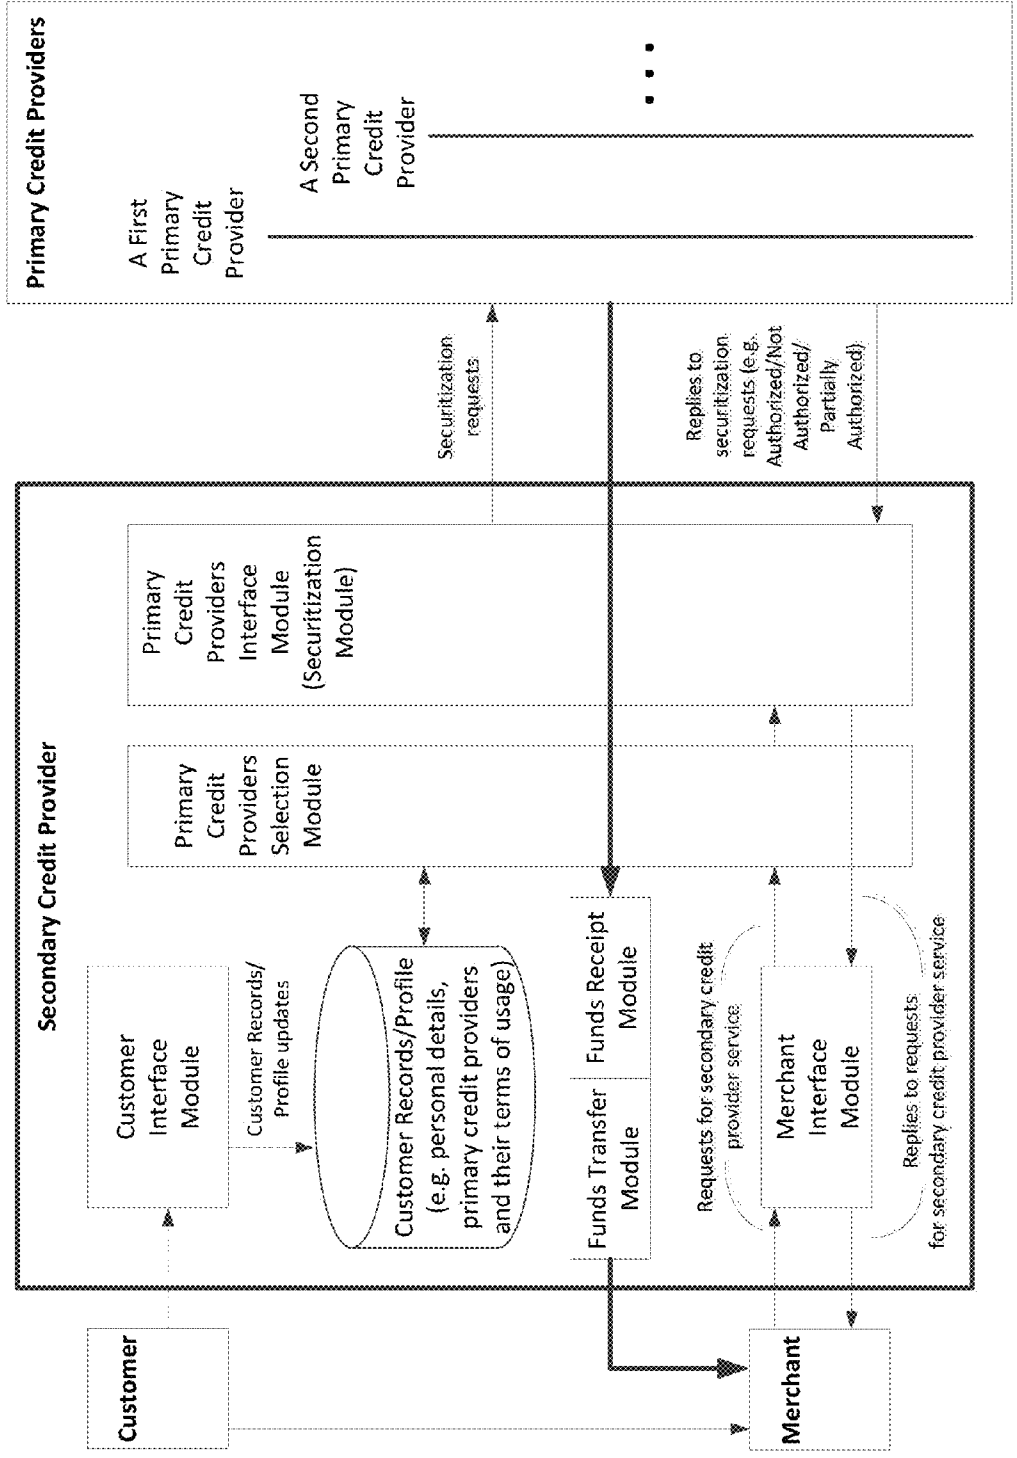 Primary Credit Providers
A First
Primary
Credit
Provider
A Second
Primary
Credit
Provider
Securitization
requests
Replies to
securitization
requests (e.g.
Authorized/Not
Authorized/
Partially
Authorized)
Secondary Credit Provider
Customer
Interface
Module
Customer Records/
Profile updates
Customer Records/Profile
(e.g. personal details,
primary credit providers
and their terms of usage)
Primary
Credit
Providers
Selection
Module
Primary
Credit
Providers
Interface
Module
(Securitization
Module)
Funds Transfer
Module
Funds Receipt
Module
Requests for secondary credit
provider service
Merchant
Interface
Module
Replies to requests
for secondary credit provider service
Customer
Merchant